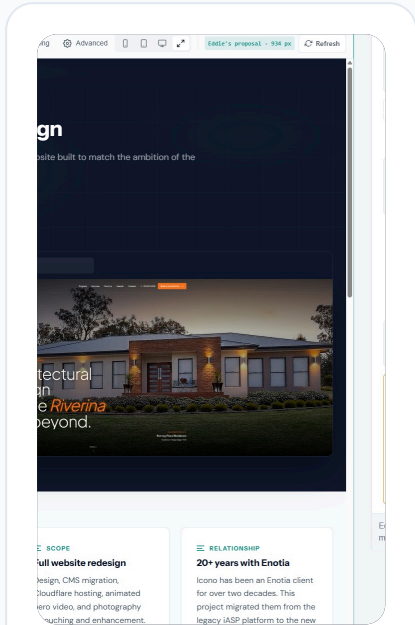 Advanced
Eddie's proposal · 934 px
Refresh
gn
site built to match the ambition of the
tectural
gn
e Riverina
beyond.
SCOPE
Full website redesign
Design, CMS migration,
Cloudflare hosting, animated
hero video, and photography
retouching and enhancement.
RELATIONSHIP
20+ years with Enotia
Icono has been an Enotia client
for over two decades. This
project migrated them from the
legacy iASP platform to the new